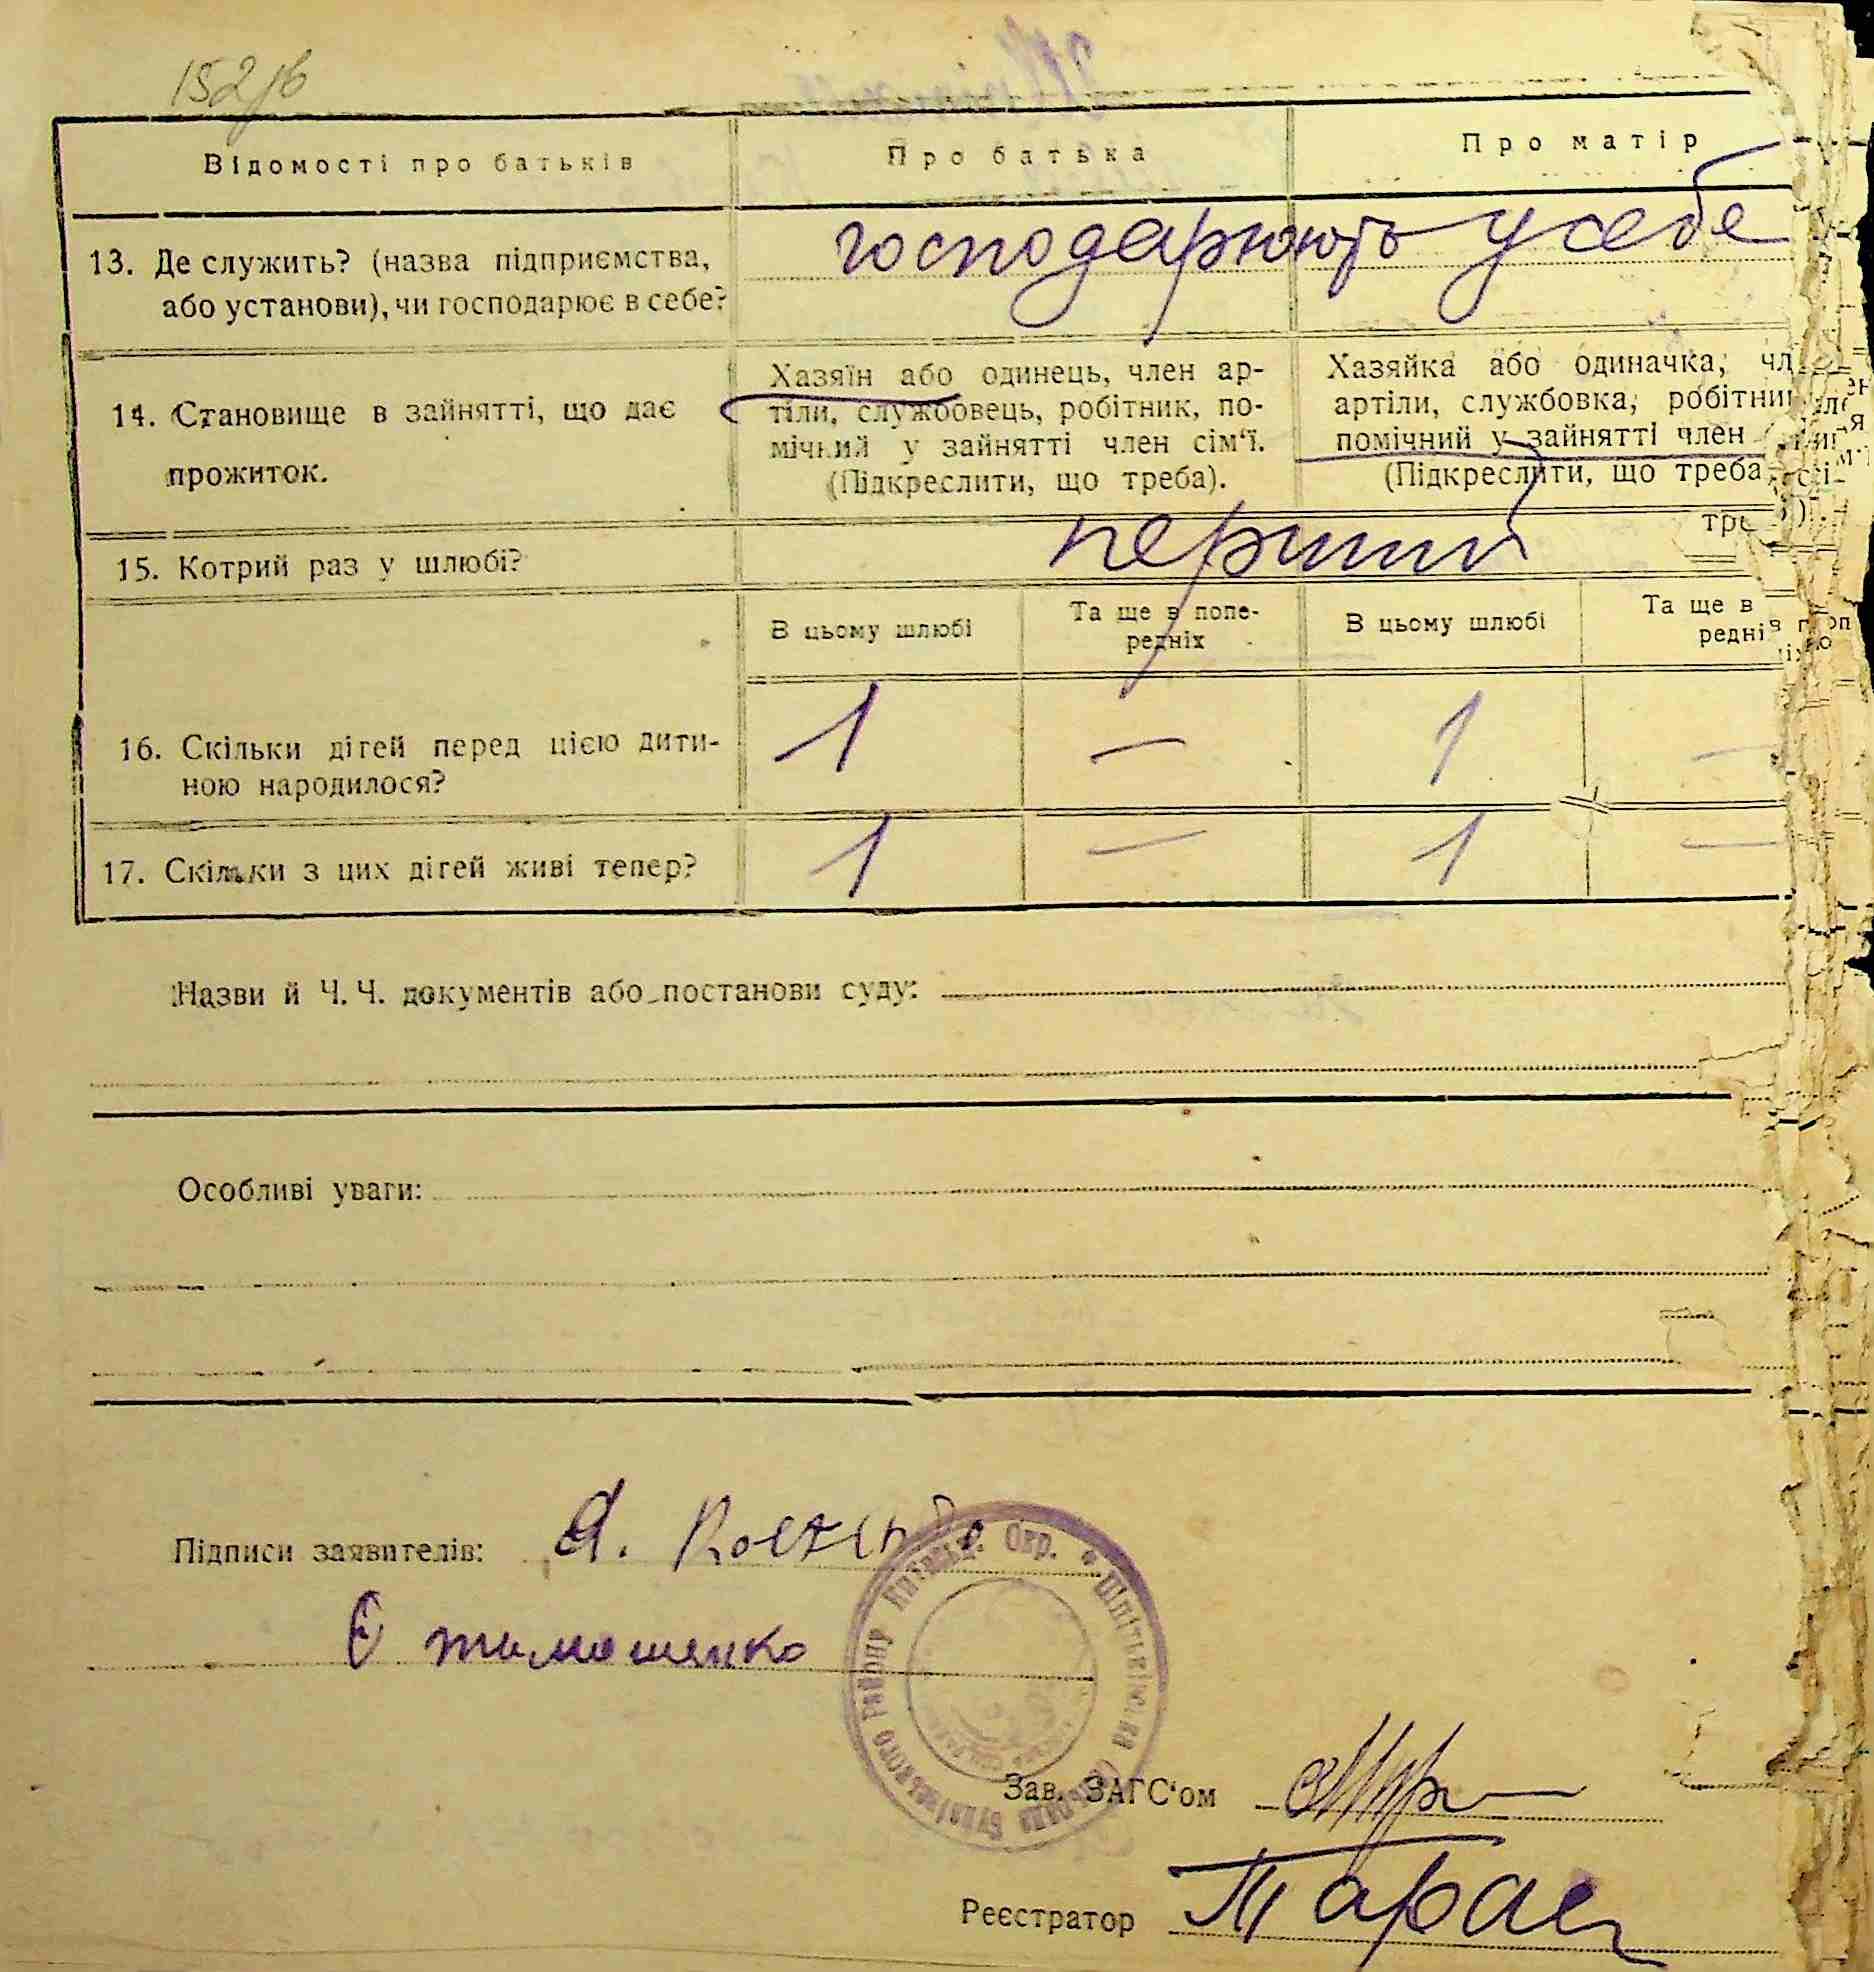 152зв
Відомості про батьків
Про батька
Про матір
13. Де служить? (назва підприємства,
або установи), чи господарює в себе?
господарюють у себе
14. Становище в зайнятті, що дає
прожиток.
Хазяїн або одинець, член ар-
тіли, службовець, робітник, по-
мічний у зайнятті член сім'ї.
(Підкреслити, що треба).
Хазяйка або одиначка, чл
артіли, службовка, робітни
помічний у зайнятті член
(Підкреслити, що треба
15. Котрий раз у шлюбі?
перший
В цьому шлюбі
Та ще в попе-
редніх
В цьому шлюбі
Та ще в
редніх
16. Скільки дітей перед цією дити-
ною народилося?
1 — 1 —
17. Скільки з цих дітей живі тепер?
1 — 1 —
Назви й Ч. Ч. документів або постанови суду:
Особливі уваги:
Підписи заявителів: А.
Є тимошенко
Зав. ЗАГС'ом
Реєстратор Тарас